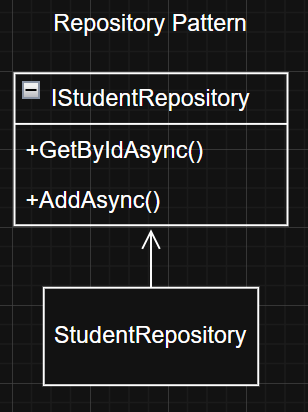 Repository Pattern
IStudentRepository
+GetByIdAsync()
+AddAsync()
StudentRepository